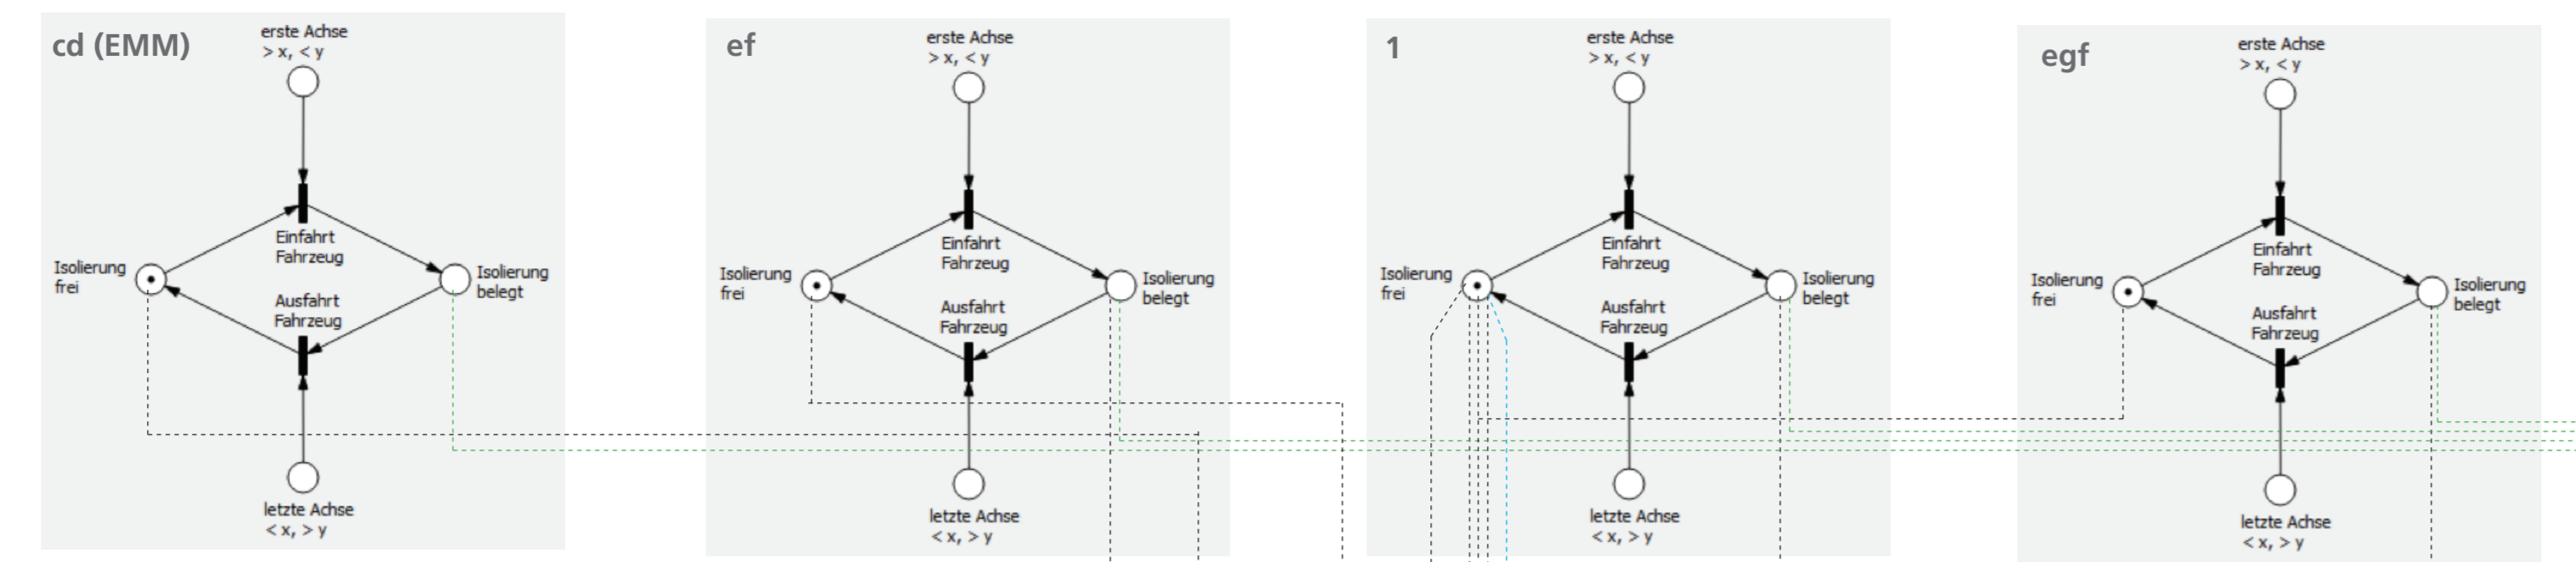 cd (EMM)
erste Achse
> x, < y
Einfahrt
Fahrzeug
Isolierung
frei
Isolierung
belegt
Ausfahrt
Fahrzeug
letzte Achse
< x, > y
ef
erste Achse
> x, < y
Einfahrt
Fahrzeug
Isolierung
frei
Isolierung
belegt
Ausfahrt
Fahrzeug
letzte Achse
< x, > y
1
erste Achse
> x, < y
Einfahrt
Fahrzeug
Isolierung
frei
Isolierung
belegt
Ausfahrt
Fahrzeug
letzte Achse
< x, > y
egf
erste Achse
> x, < y
Einfahrt
Fahrzeug
Isolierung
frei
Isolierung
belegt
Ausfahrt
Fahrzeug
letzte Achse
< x, > y